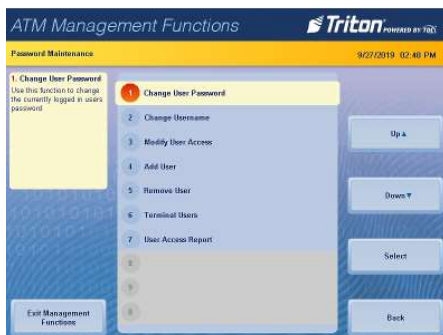 ATM Management Functions
Triton POWERED BY
Password Maintenance
9/27/2019 02:40 PM
1. Change User Password
Use this function to change
the currently logged in users
password
1 Change User Password
2 Change Username
3 Modify User Access
4 Add User
5 Remove User
6 Terminal Users
7 User Access Report
8
9
Up▲
Down▼
Select
Back
Exit Management
Functions